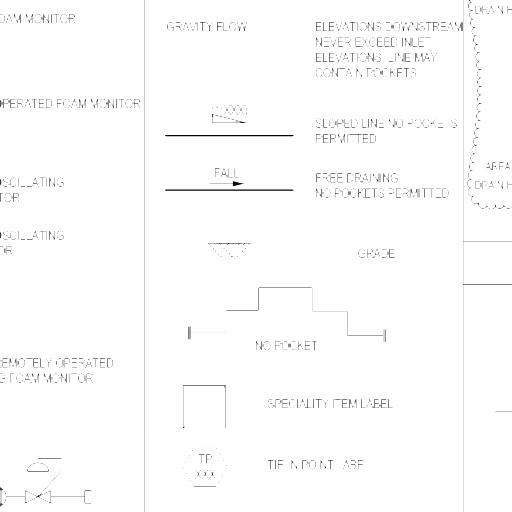 OAM MONITOR
OPERATED FOAM MONITOR
OSCILLATING
TOR
OSCILLATING
OR
REMOTELY OPERATED
G FOAM MONITOR
GRAVITY FLOW
ELEVATIONS DOWNSTREAM
NEVER EXCEED INLET
ELEVATIONS, LINE MAY
CONTAIN POCKETS
SLOPED LINE NO POCKETS
PERMITTED
FALL
FREE DRAINING
NO POCKETS PERMITTED
GRADE
NO POCKET
SPECIALITY ITEM LABEL
TP
XXX
TIE IN POINT LABEL
DRAIN H
AREA
DRAIN H